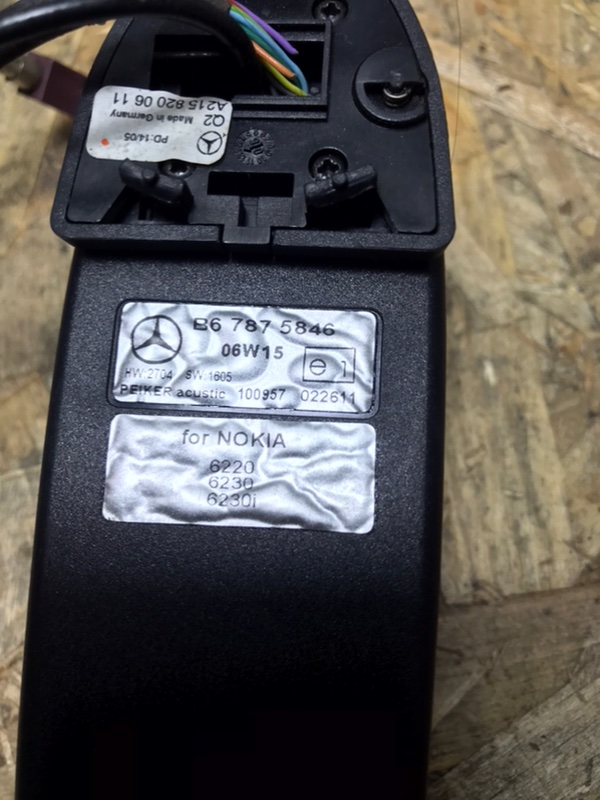 A215 820 06 11
Q2 Made in Germany
PD:14/05
B6 787 5846
06W15
HW:2704 SW:1605
e 1
PEIKER acustic 100957 022611
for NOKIA
6220
6230
6230i